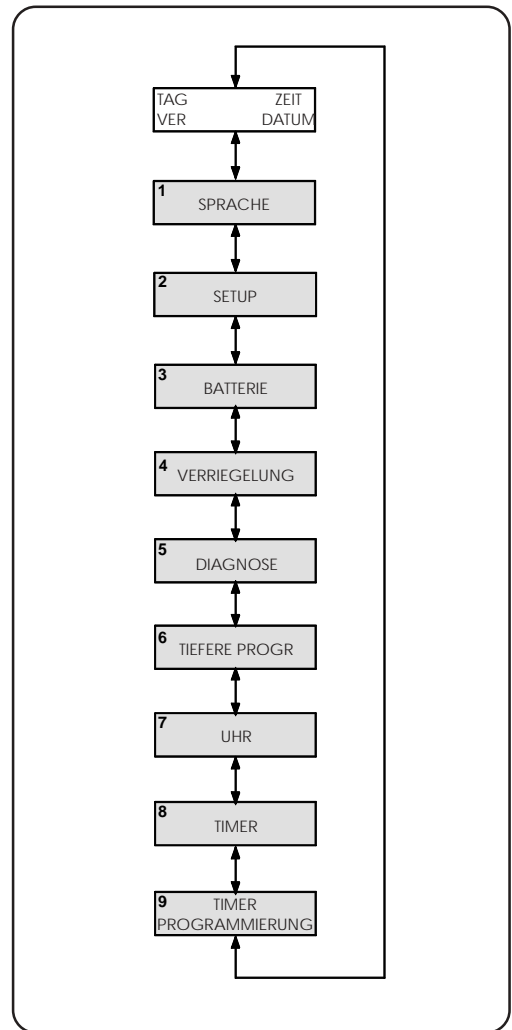 TAG ZEIT
VER DATUM
1
SPRACHE
2
SETUP
3
BATTERIE
4
VERRIEGELUNG
5
DIAGNOSE
6
TIEFERE PROGR
7
UHR
8
TIMER
9
TIMER
PROGRAMMIERUNG